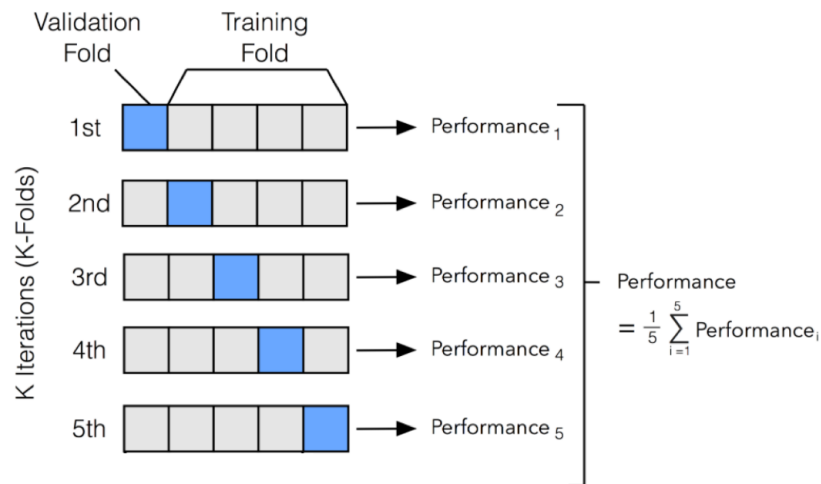 Validation
Fold
Training
Fold
K Iterations (K-Folds)
1st
Performance 1
2nd
Performance 2
3rd
Performance 3
4th
Performance 4
5th
Performance 5
Performance
= 1/5 5∑i=1 Performance i